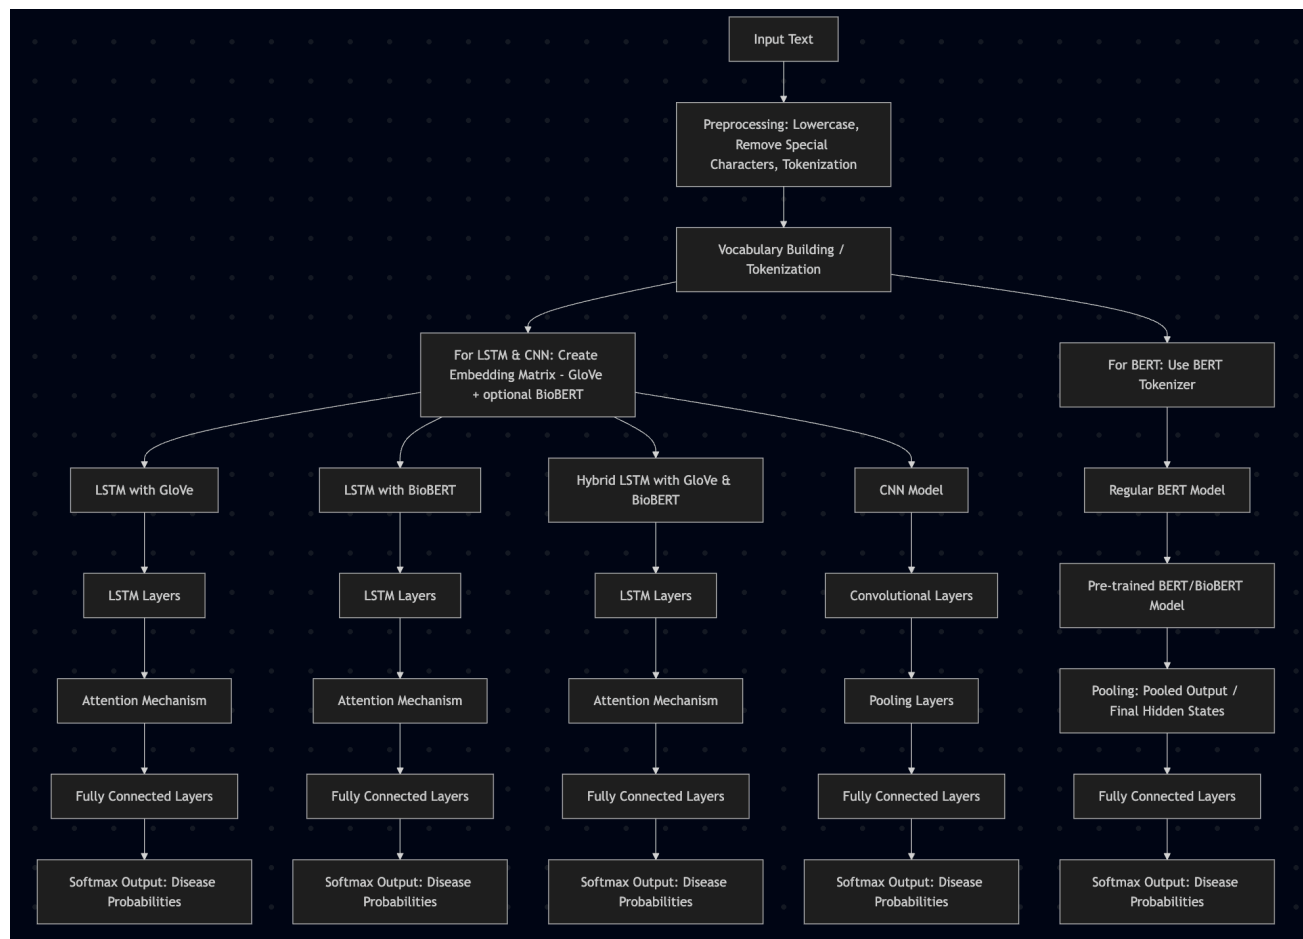 Input Text
Preprocessing: Lowercase,
Remove Special
Characters, Tokenization
Vocabulary Building /
Tokenization
For LSTM & CNN: Create
Embedding Matrix - GloVe
+ optional BioBERT
For BERT: Use BERT
Tokenizer
LSTM with GloVe
LSTM with BioBERT
Hybrid LSTM with GloVe &
BioBERT
CNN Model
Regular BERT Model
LSTM Layers
LSTM Layers
LSTM Layers
Convolutional Layers
Pre-trained BERT/BioBERT
Model
Attention Mechanism
Attention Mechanism
Attention Mechanism
Pooling Layers
Pooling: Pooled Output /
Final Hidden States
Fully Connected Layers
Fully Connected Layers
Fully Connected Layers
Fully Connected Layers
Fully Connected Layers
Softmax Output: Disease
Probabilities
Softmax Output: Disease
Probabilities
Softmax Output: Disease
Probabilities
Softmax Output: Disease
Probabilities
Softmax Output: Disease
Probabilities